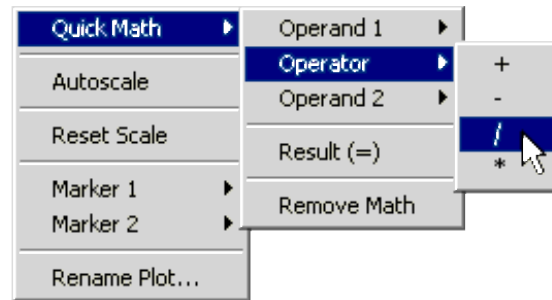 Quick Math
Autoscale
Reset Scale
Marker 1
Marker 2
Rename Plot...
Operand 1
Operator
Operand 2
Result (=)
Remove Math
+
-
/
*